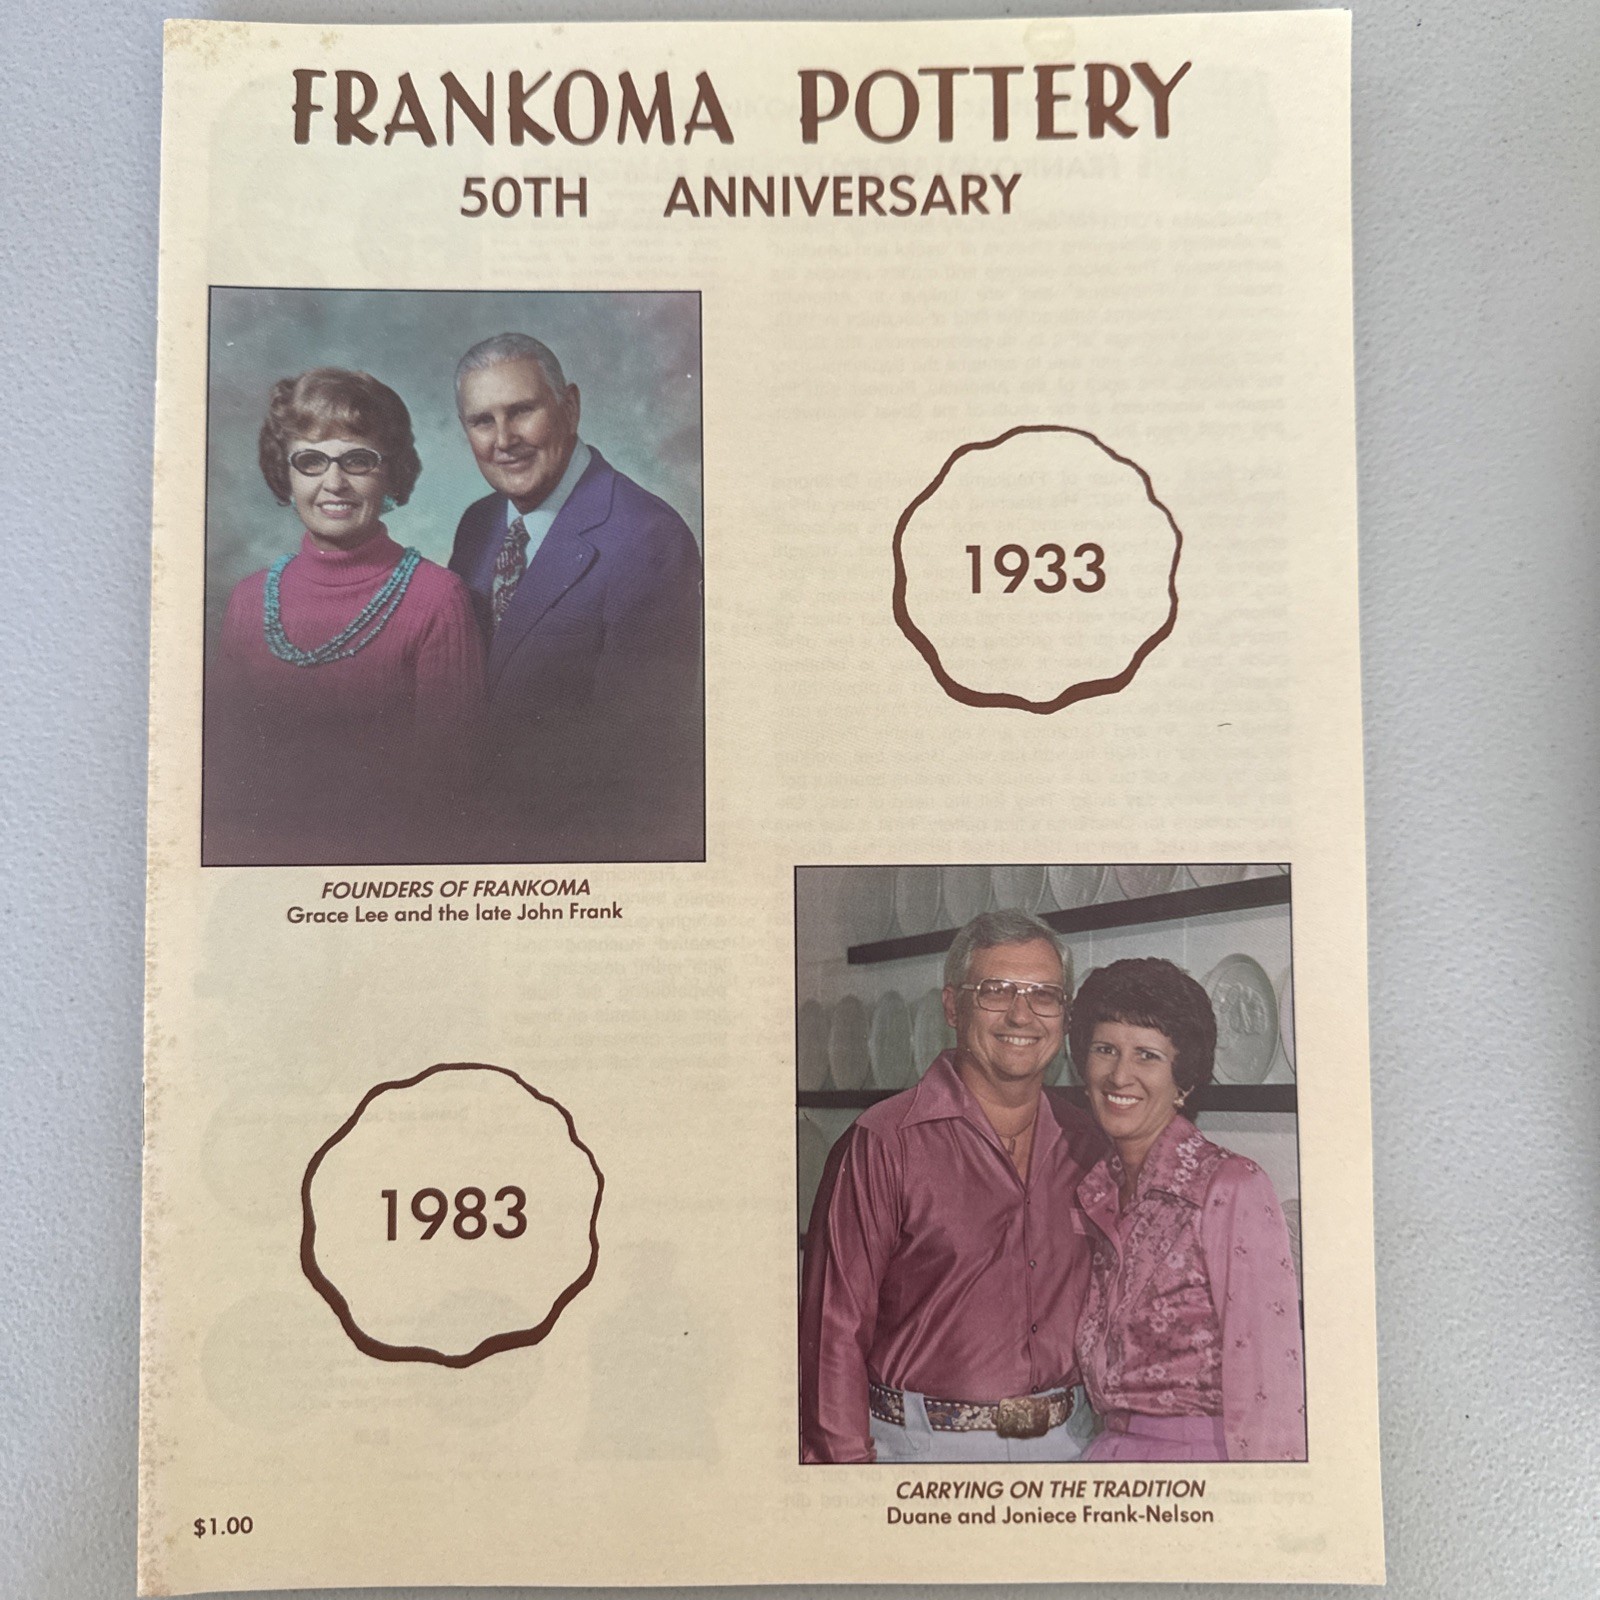 FRANKOMA POTTERY
50TH ANNIVERSARY
1933
FOUNDERS OF FRANKOMA
Grace Lee and the late John Frank
1983
CARRYING ON THE TRADITION
Duane and Joniece Frank-Nelson
$1.00